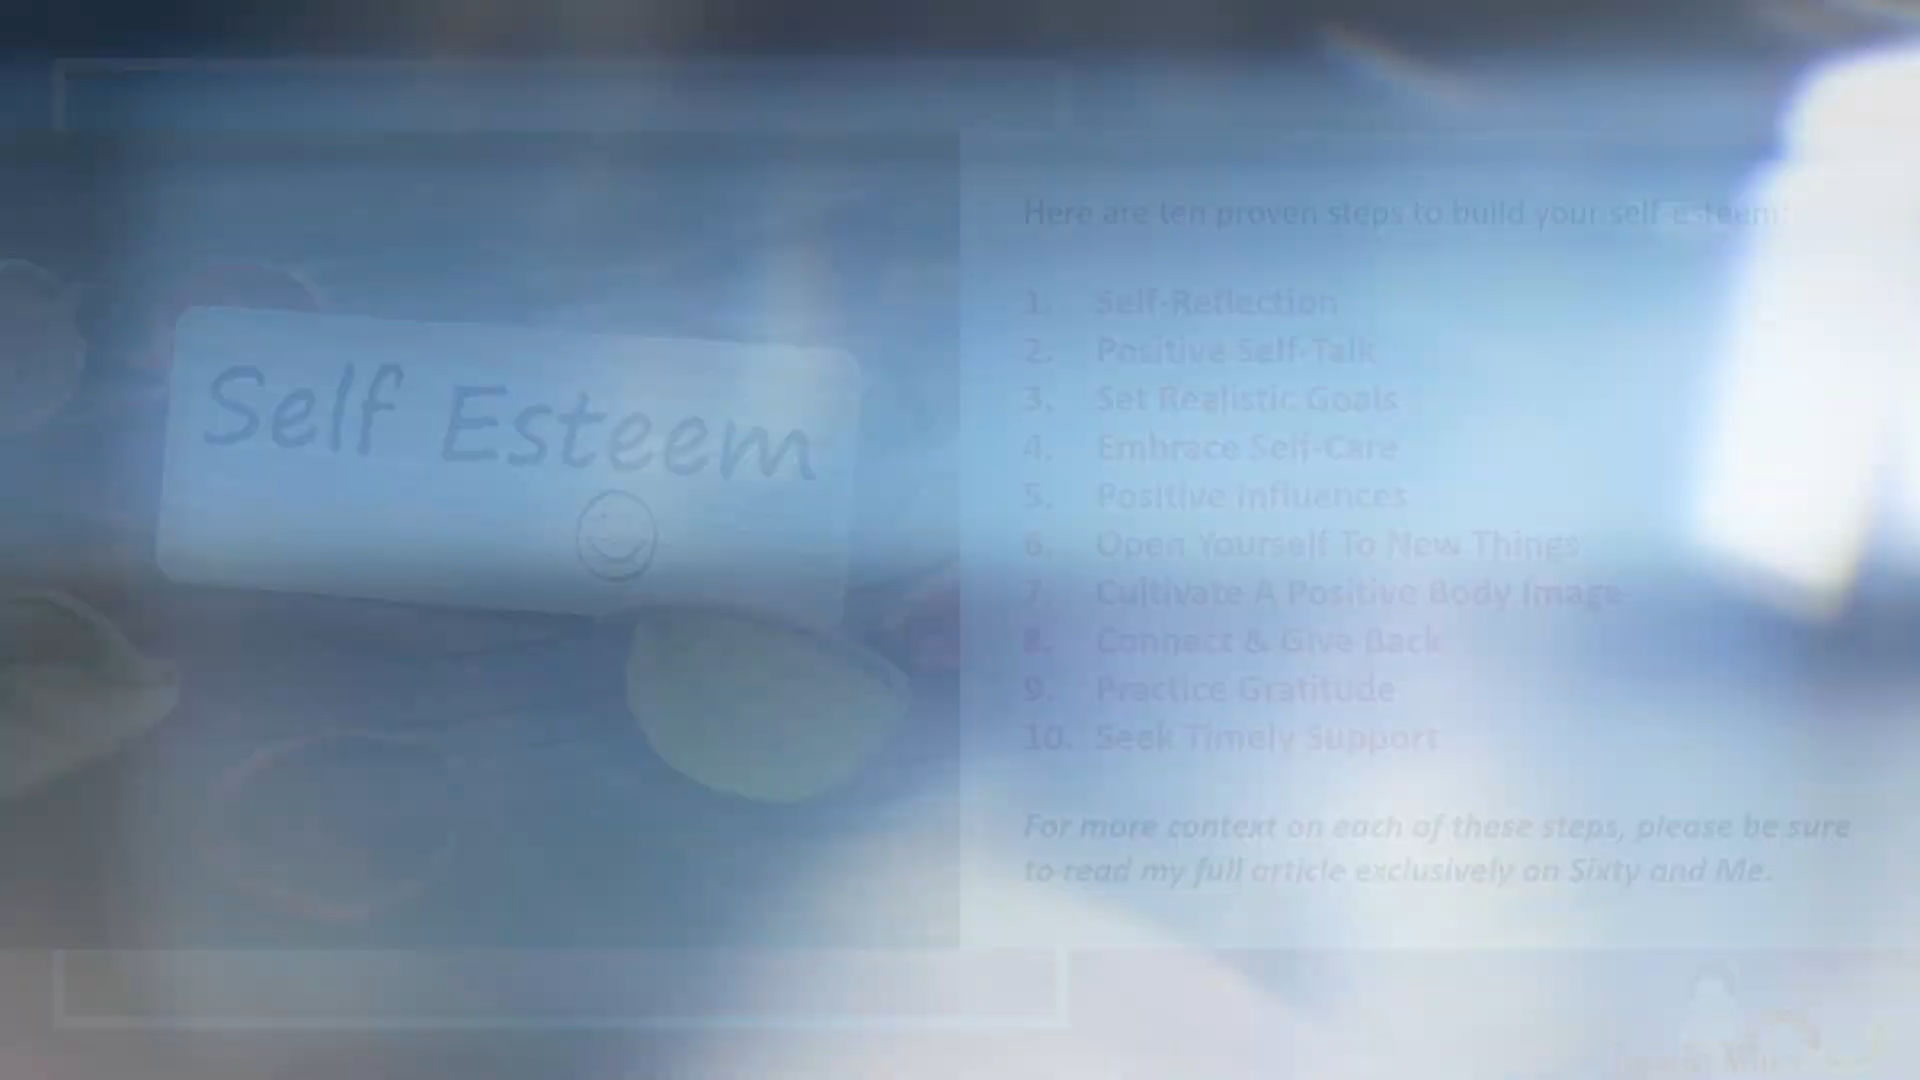 Self Esteem
Here are ten proven steps to build your self-esteem:
1. Self-Reflection
2. Positive Self-Talk
3. Set Realistic Goals
4. Embrace Self-Care
5. Positive Influences
6. Open Yourself To New Things
7. Cultivate A Positive Body Image
8. Connect & Give Back
9. Practice Gratitude
10. Seek Timely Support
For more context on each of these steps, please be sure
to read my full article exclusively on Sixty and Me.